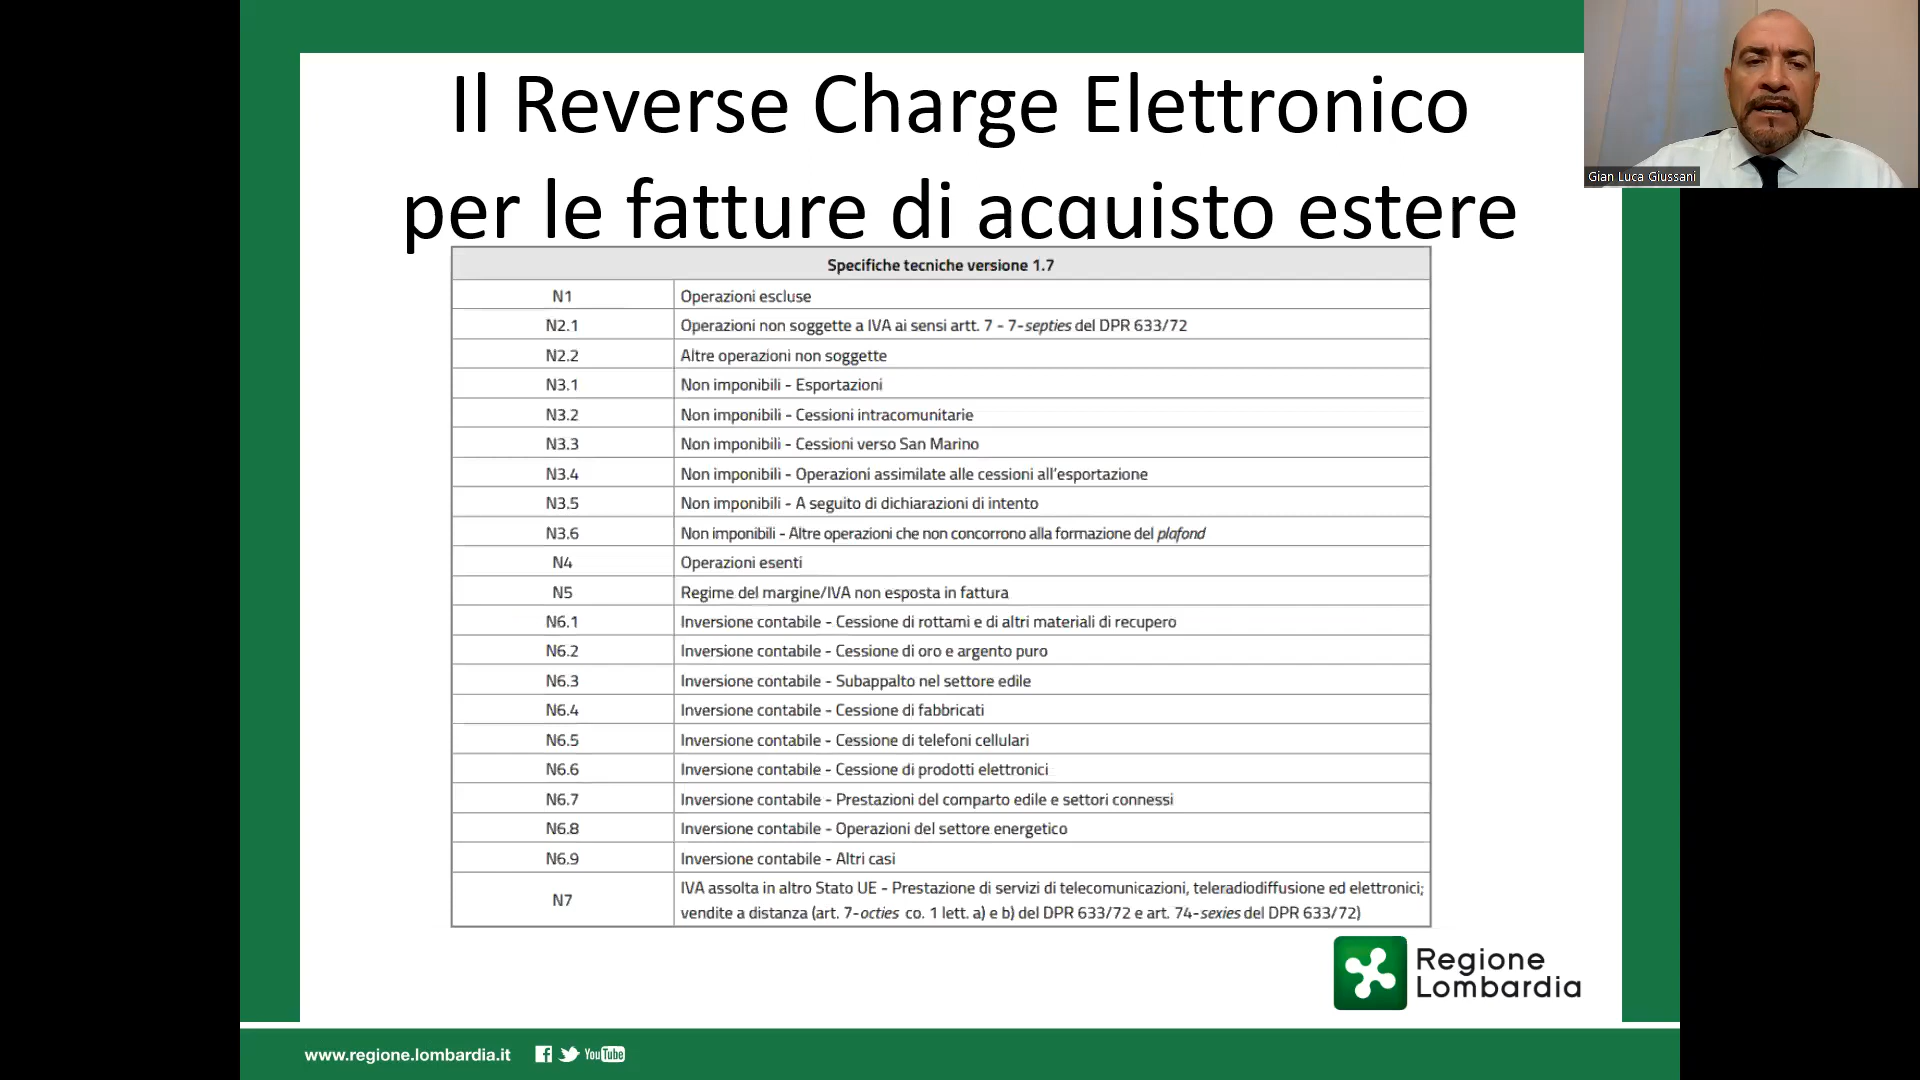 Il Reverse Charge Elettronico
per le fatture di acquisto estere
Gian Luca Giussani
Specifiche tecniche versione 1.7
N1 Operazioni escluse
N2.1 Operazioni non soggette a IVA ai sensi artt. 7 - 7-septies del DPR 633/72
N2.2 Altre operazioni non soggette
N3.1 Non imponibili - Esportazioni
N3.2 Non imponibili - Cessioni intracomunitarie
N3.3 Non imponibili - Cessioni verso San Marino
N3.4 Non imponibili - Operazioni assimilate alle cessioni all'esportazione
N3.5 Non imponibili - A seguito di dichiarazioni di intento
N3.6 Non imponibili - Altre operazioni che non concorrono alla formazione del plafond
N4 Operazioni esenti
N5 Regime del margine/IVA non esposta in fattura
N6.1 Inversione contabile - Cessione di rottami e di altri materiali di recupero
N6.2 Inversione contabile - Cessione di oro e argento puro
N6.3 Inversione contabile - Subappalto nel settore edile
N6.4 Inversione contabile - Cessione di fabbricati
N6.5 Inversione contabile - Cessione di telefoni cellulari
N6.6 Inversione contabile - Cessione di prodotti elettronici
N6.7 Inversione contabile - Prestazioni del comparto edile e settori connessi
N6.8 Inversione contabile - Operazioni del settore energetico
N6.9 Inversione contabile - Altri casi
N7 IVA assolta in altro Stato UE - Prestazione di servizi di telecomunicazioni, teleradiodiffusione ed elettronici;
vendite a distanza (art. 7-octies co. 1 lett. a) e b) del DPR 633/72 e art. 74-sexies del DPR 633/72)
Regione
Lombardia
www.regione.lombardia.it YouTube